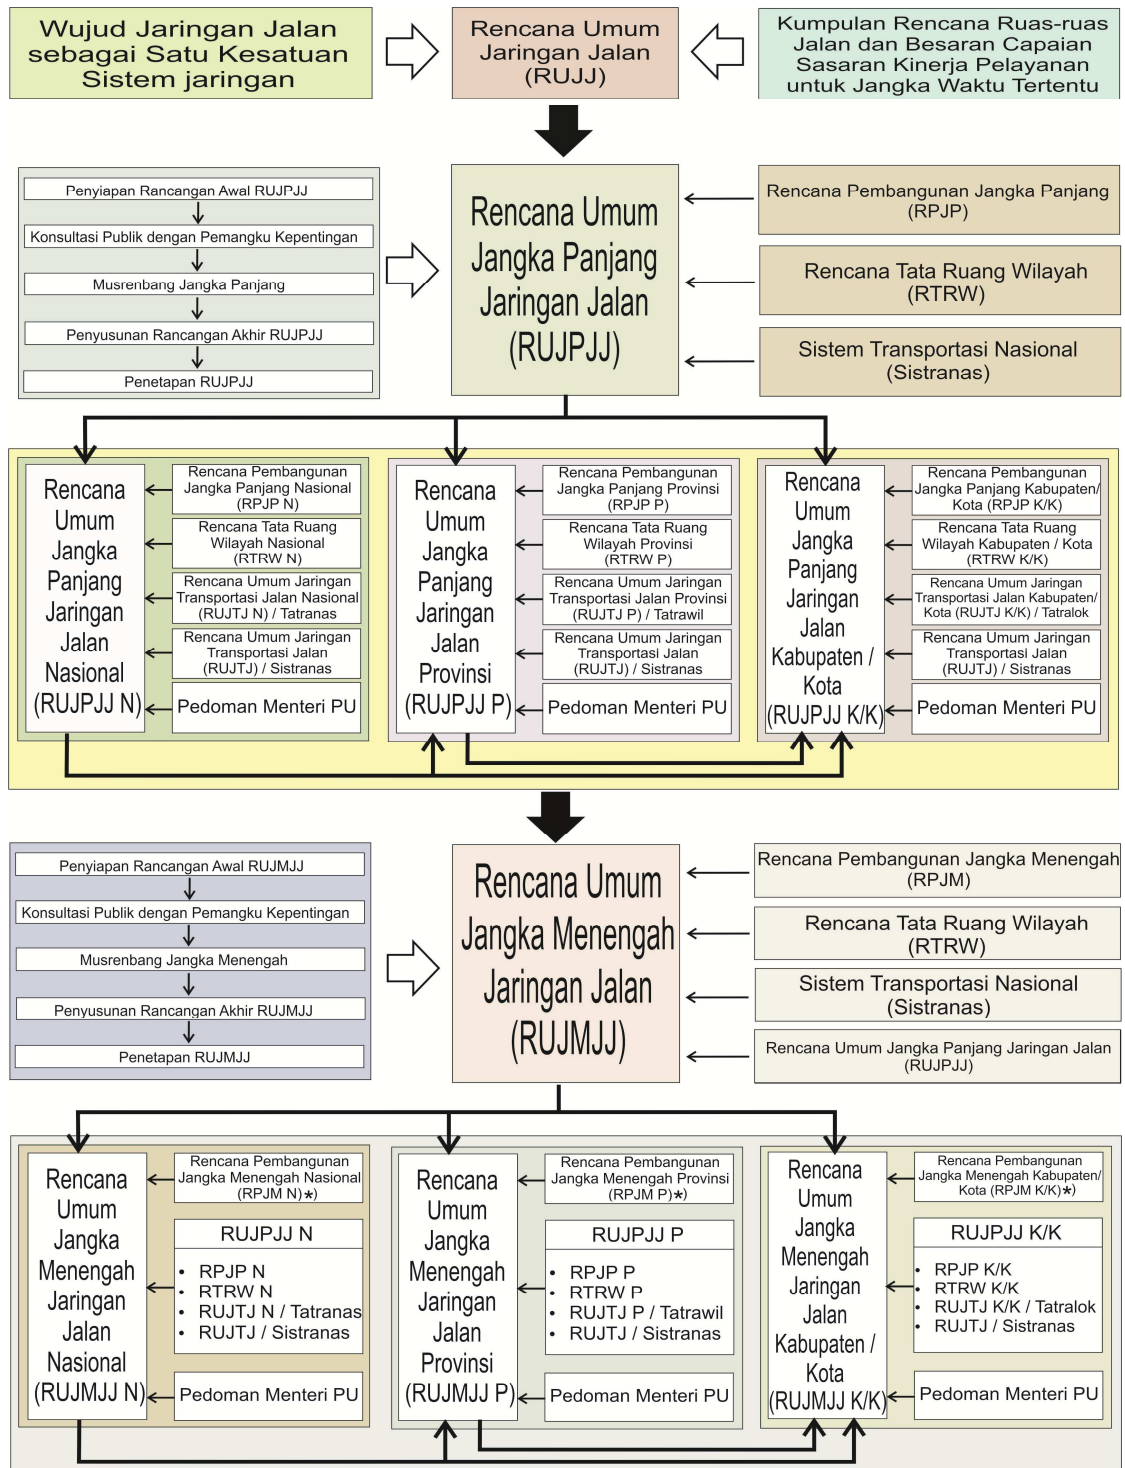 Wujud Jaringan Jalan
sebagai Satu Kesatuan
Sistem jaringan
Rencana Umum
Jaringan Jalan
(RUJJ)
Kumpulan Rencana Ruas-ruas
Jalan dan Besaran Capaian
Sasaran Kinerja Pelayanan
untuk Jangka Waktu Tertentu
Penyiapan Rancangan Awal RUJPJJ
Konsultasi Publik dengan Pemangku Kepentingan
Musrenbang Jangka Panjang
Penyusunan Rancangan Akhir RUJPJJ
Penetapan RUJPJJ
Rencana Umum
Jangka Panjang
Jaringan Jalan
(RUJPJJ)
Rencana Pembangunan Jangka Panjang
(RPJP)
Rencana Tata Ruang Wilayah
(RTRW)
Sistem Transportasi Nasional
(Sistranas)
Rencana
Umum
Jangka
Panjang
Jaringan
Jalan
Nasional
(RUJPJJ N)
Rencana Pembangunan
Jangka Panjang Nasional
(RPJP N)
Rencana Tata Ruang
Wilayah Nasional
(RTRW N)
Rencana Umum Jaringan
Transportasi Jalan Nasional
(RUJTJ N) / Tatranas
Rencana Umum Jaringan
Transportasi Jalan
(RUJTJ) / Sistranas
Pedoman Menteri PU
Rencana
Umum
Jangka
Panjang
Jaringan
Jalan
Provinsi
(RUJPJJ P)
Rencana Pembangunan
Jangka Panjang Provinsi
(RPJP P)
Rencana Tata Ruang
Wilayah Provinsi
(RTRW P)
Rencana Umum Jaringan
Transportasi Jalan Provinsi
(RUJTJ P) / Tatrawil
Rencana Umum Jaringan
Transportasi Jalan
(RUJTJ) / Sistranas
Pedoman Menteri PU
Rencana
Umum
Jangka
Panjang
Jaringan
Jalan
Kabupaten /
Kota
(RUJPJJ K/K)
Rencana Pembangunan
Jangka Panjang Kabupaten/
Kota (RPJP K/K)
Rencana Tata Ruang
Wilayah Kabupaten / Kota
(RTRW K/K)
Rencana Umum Jaringan
Transportasi Jalan Kabupaten/
Kota (RUJTJ K/K) / Tatralok
Rencana Umum Jaringan
Transportasi Jalan
(RUJTJ) / Sistranas
Pedoman Menteri PU
Penyiapan Rancangan Awal RUJMJJ
Konsultasi Publik dengan Pemangku Kepentingan
Musrenbang Jangka Menengah
Penyusunan Rancangan Akhir RUJMJJ
Penetapan RUJMJJ
Rencana Umum
Jangka Menengah
Jaringan Jalan
(RUJMJJ)
Rencana Pembangunan Jangka Menengah
(RPJM)
Rencana Tata Ruang Wilayah
(RTRW)
Sistem Transportasi Nasional
(Sistranas)
Rencana Umum Jangka Panjang Jaringan Jalan
(RUJPJJ)
Rencana
Umum
Jangka
Menengah
Jaringan
Jalan
Nasional
(RUJMJJ N)
Rencana Pembangunan
Jangka Menengah Nasional
(RPJM N)*)
RUJPJJ N
• RPJP N
• RTRW N
• RUJTJ N / Tatranas
• RUJTJ / Sistranas
Pedoman Menteri PU
Rencana
Umum
Jangka
Menengah
Jaringan
Jalan
Provinsi
(RUJMJJ P)
Rencana Pembangunan
Jangka Menengah Provinsi
(RPJM P)*)
RUJPJJ P
• RPJP P
• RTRW P
• RUJTJ P / Tatrawil
• RUJTJ / Sistranas
Pedoman Menteri PU
Rencana
Umum
Jangka
Menengah
Jaringan
Jalan
Kabupaten /
Kota
(RUJMJJ K/K)
Rencana Pembangunan
Jangka Menengah Kabupaten/
Kota (RPJM K/K)*)
RUJPJJ K/K
• RPJP K/K
• RTRW K/K
• RUJTJ K/K / Tatralok
• RUJTJ / Sistranas
Pedoman Menteri PU